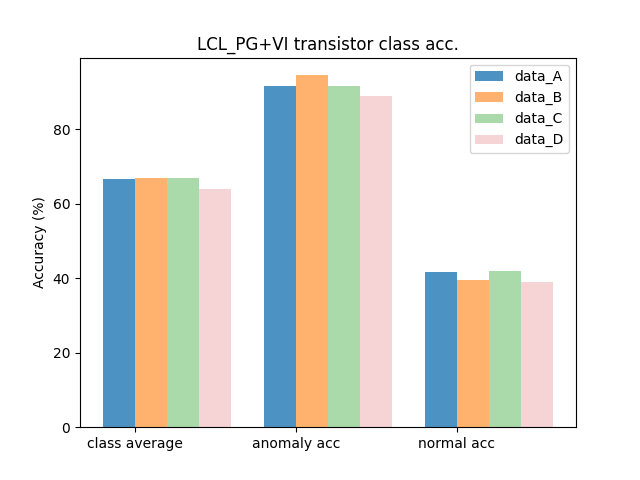 LCL_PG+VI transistor class acc.
data_A
data_B
data_C
data_D
Accuracy (%)
80
60
40
20
0
class average
anomaly acc
normal acc